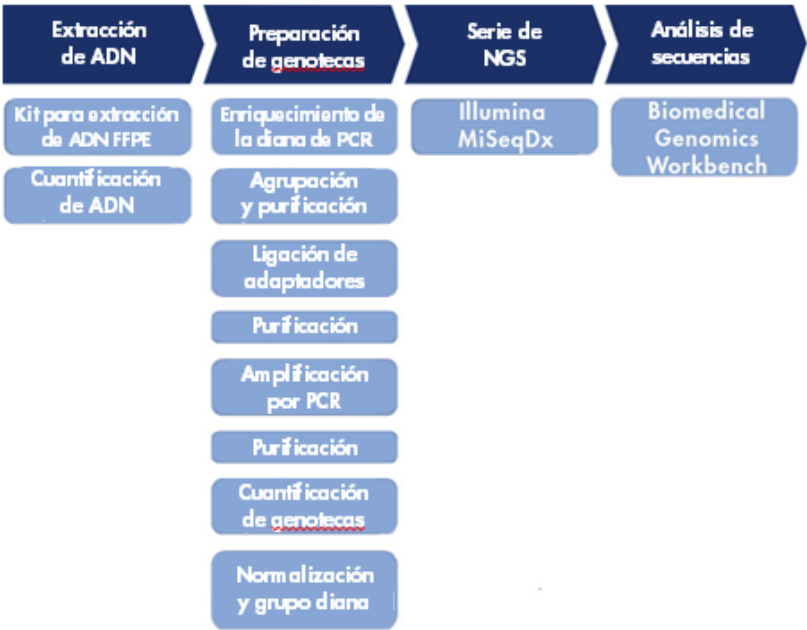 Extracción
de ADN
Preparación
de genotecas
Serie de
NGS
Análisis de
secuencias
Kit para extracción
de ADN FFPE
Cuantificación
de ADN
Enriquecimiento de
la diana de PCR
Agrupación
y purificación
Ligación de
adaptadores
Purificación
Amplificación
por PCR
Purificación
Cuantificación
de genotecas
Normalización
y grupo diana
Illumina
MiSeqDx
Biomedical
Genomics
Workbench